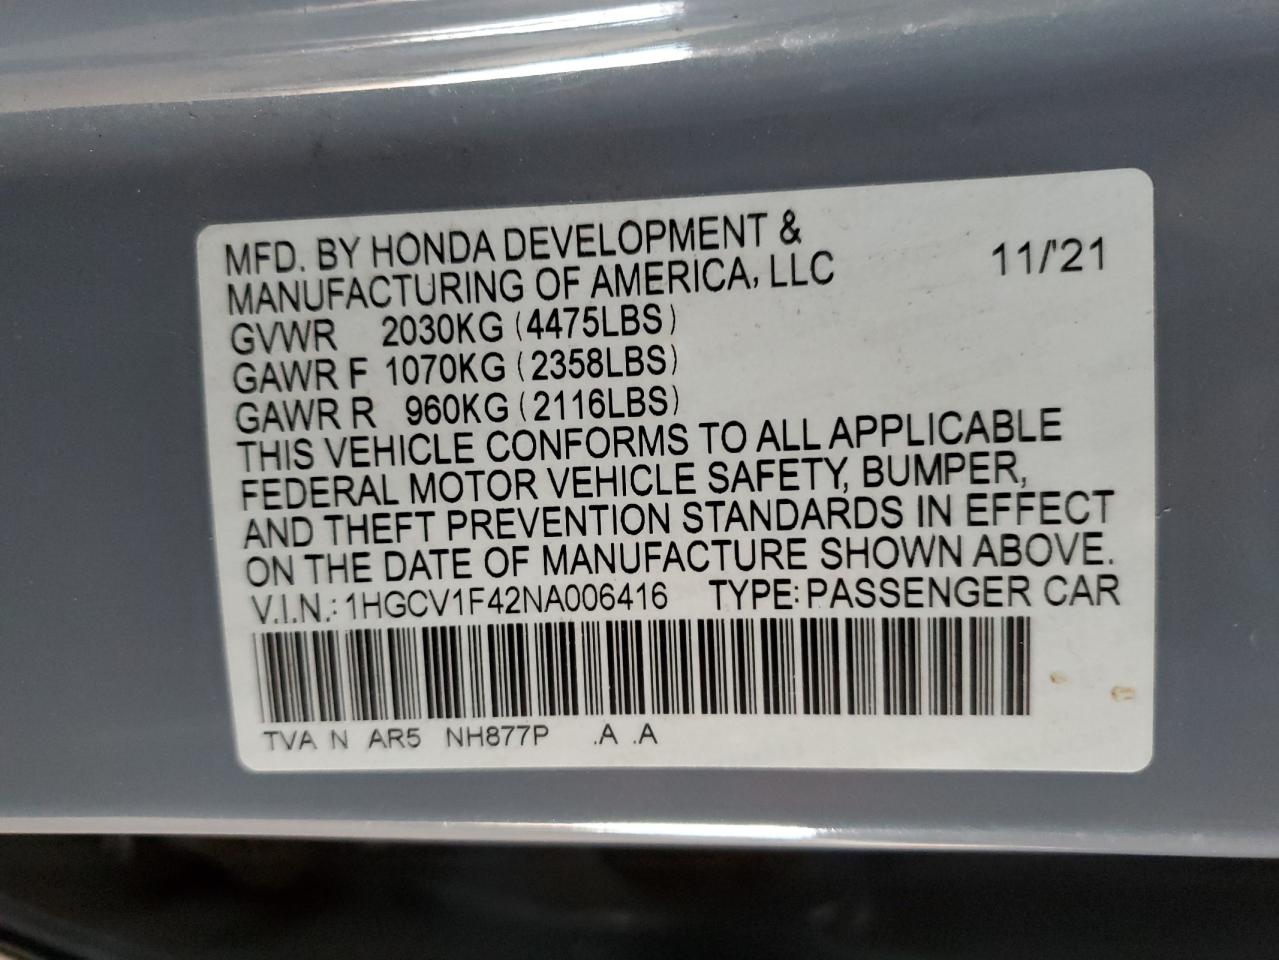 MFD. BY HONDA DEVELOPMENT &
MANUFACTURING OF AMERICA, LLC 11/'21
GVWR 2030KG (4475LBS)
GAWR F 1070KG (2358LBS)
GAWR R 960KG (2116LBS)
THIS VEHICLE CONFORMS TO ALL APPLICABLE
FEDERAL MOTOR VEHICLE SAFETY, BUMPER,
AND THEFT PREVENTION STANDARDS IN EFFECT
ON THE DATE OF MANUFACTURE SHOWN ABOVE.
V.I.N.: 1HGCV1F42NA006416 TYPE: PASSENGER CAR
TVA N AR5 NH877P .A .A